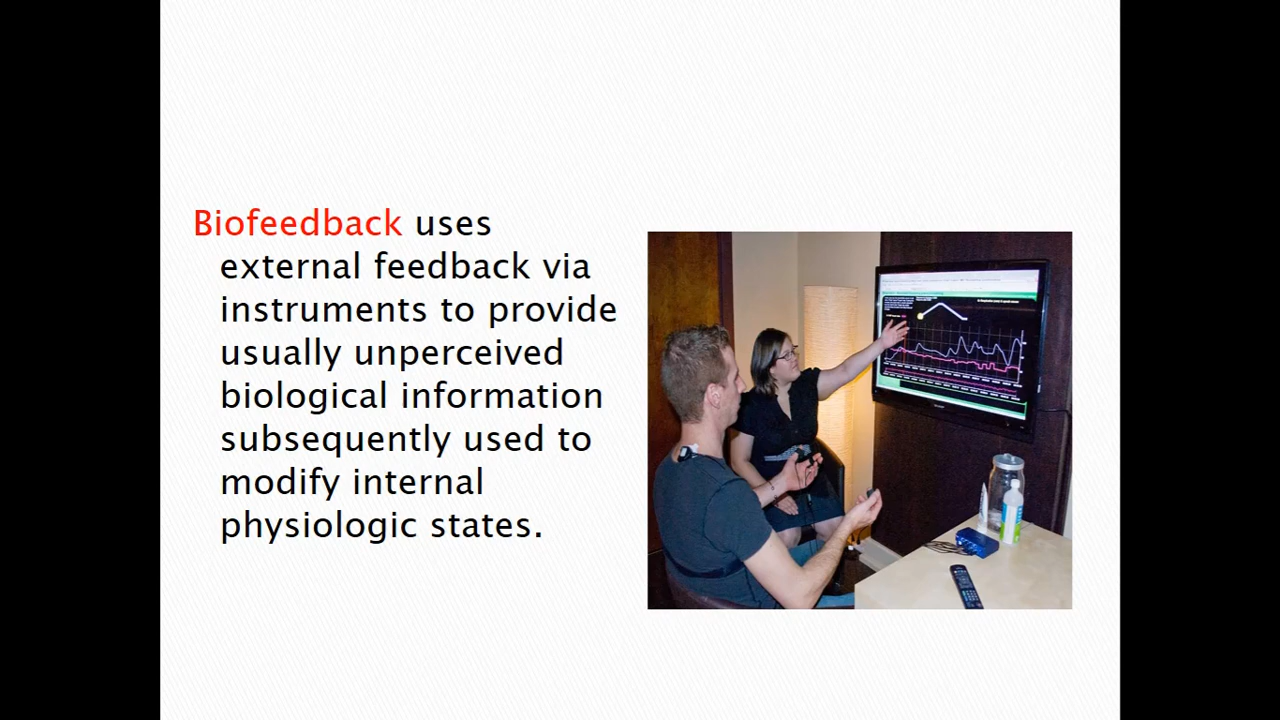 Biofeedback uses
external feedback via
instruments to provide
usually unperceived
biological information
subsequently used to
modify internal
physiologic states.